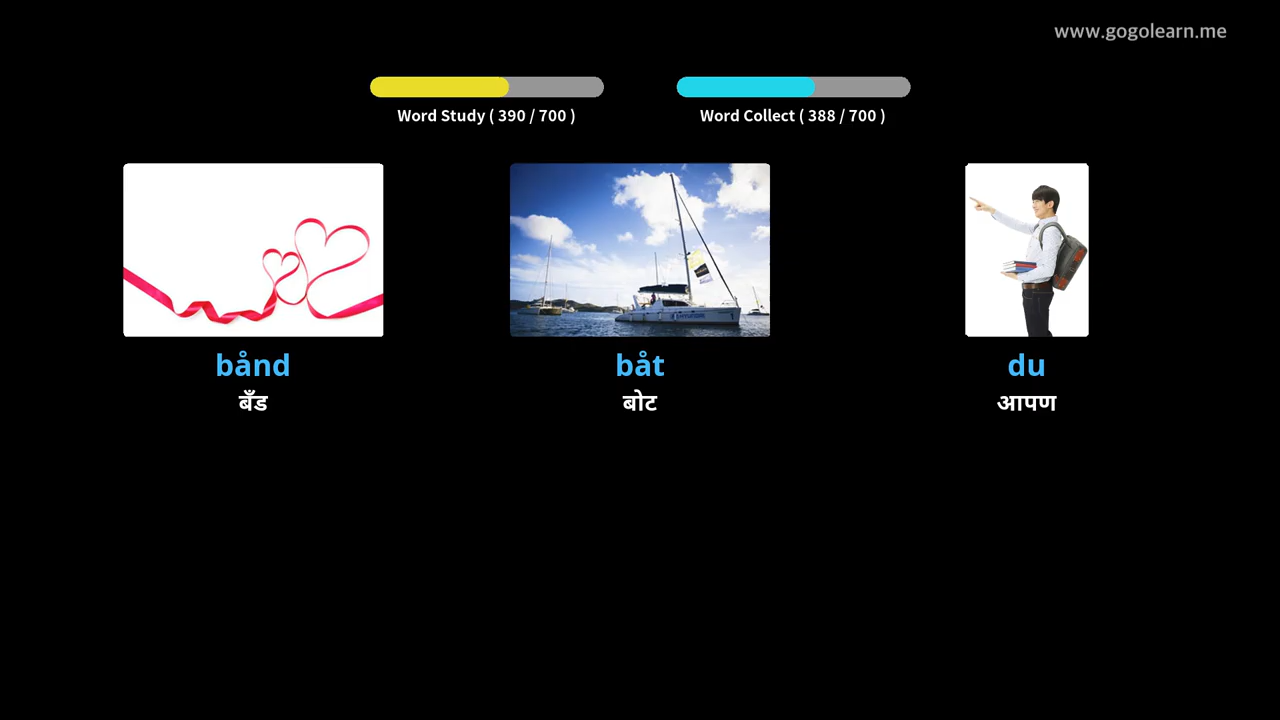 www.gogolearn.me
Word Study ( 390 / 700 )
Word Collect ( 388 / 700 )
bånd
båt
du
बँड
बोट
आपण